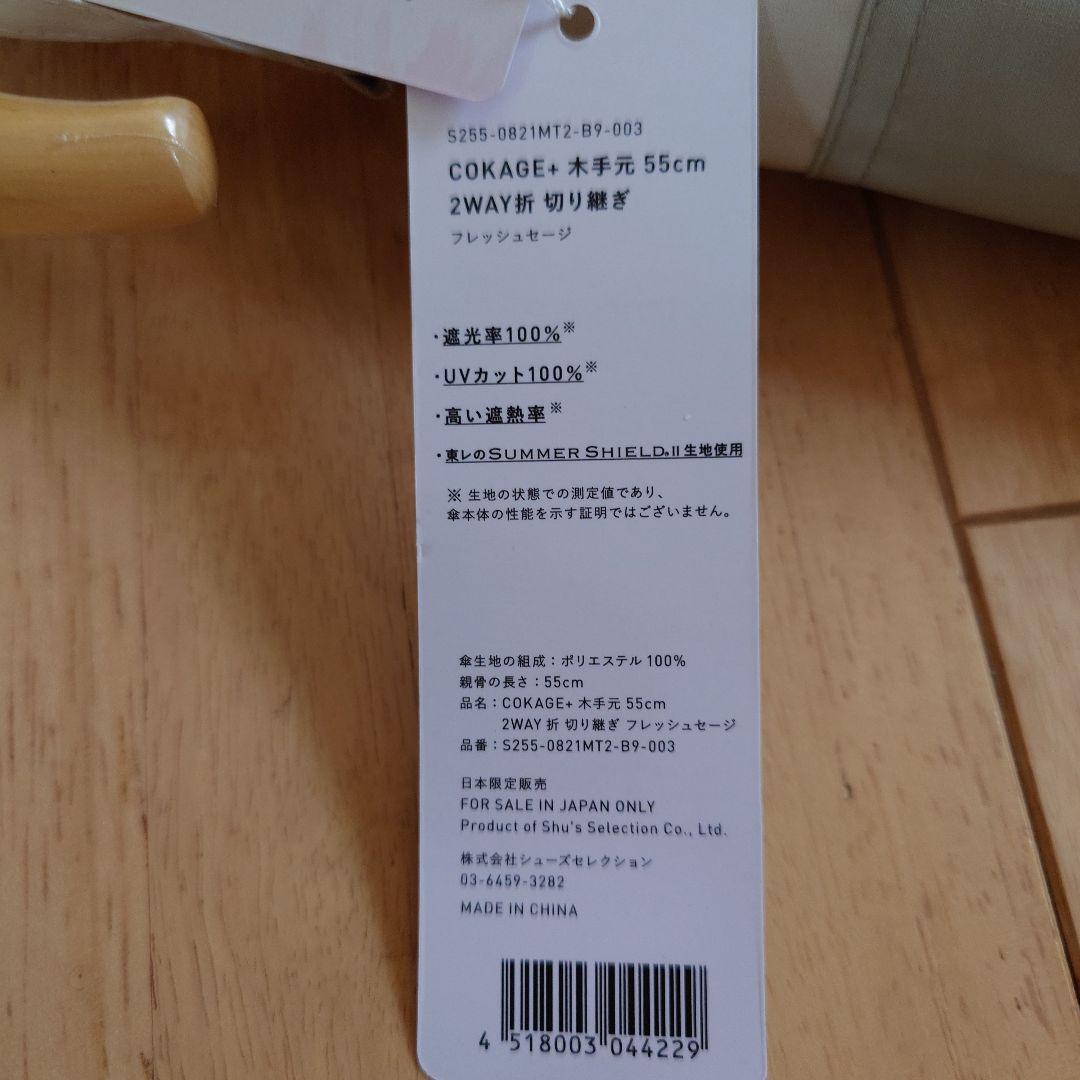 S255-0821MT2-B9-003
COKAGE+ 木手元 55cm
2WAY折 切り継ぎ
フレッシュセージ
・遮光率100%※
・UVカット100%※
・高い遮熱率※
・東レのSUMMER SHIELD®II生地使用
※ 生地の状態での測定値であり、
傘本体の性能を示す証明ではございません。
傘生地の組成：ポリエステル 100%
親骨の長さ：55cm
品名：COKAGE+ 木手元 55cm
2WAY 折 切り継ぎ フレッシュセージ
品番：S255-0821MT2-B9-003
日本限定販売
FOR SALE IN JAPAN ONLY
Product of Shu's Selection Co., Ltd.
株式会社シューズセレクション
03-6459-3282
MADE IN CHINA
4 518003 044229